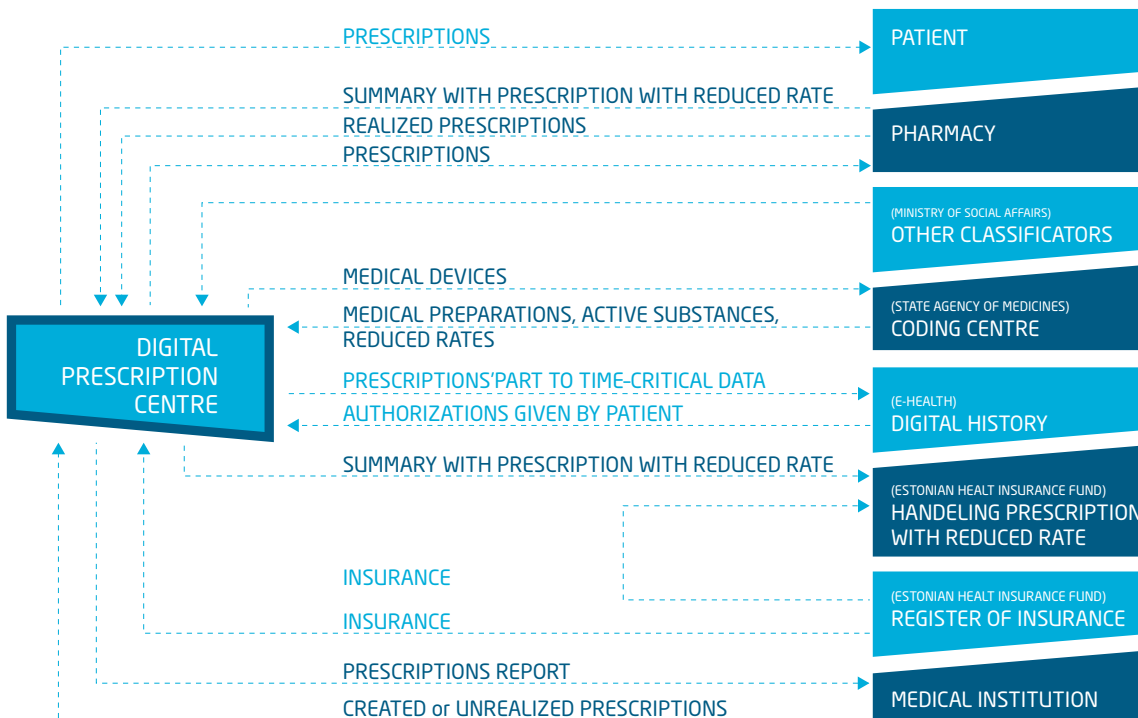 PRESCRIPTIONS
PATIENT
SUMMARY WITH PRESCRIPTION WITH REDUCED RATE
REALIZED PRESCRIPTIONS
PHARMACY
PRESCRIPTIONS
(MINISTRY OF SOCIAL AFFAIRS)
OTHER CLASSIFICATORS
MEDICAL DEVICES
(STATE AGENCY OF MEDICINES)
CODING CENTRE
MEDICAL PREPARATIONS, ACTIVE SUBSTANCES,
REDUCED RATES
DIGITAL
PRESCRIPTION
CENTRE
PRESCRIPTIONS'PART TO TIME-CRITICAL DATA
AUTHORIZATIONS GIVEN BY PATIENT
(E-HEALTH)
DIGITAL HISTORY
SUMMARY WITH PRESCRIPTION WITH REDUCED RATE
(ESTONIAN HEALT INSURANCE FUND)
HANDELING PRESCRIPTION
WITH REDUCED RATE
INSURANCE
INSURANCE
(ESTONIAN HEALT INSURANCE FUND)
REGISTER OF INSURANCE
PRESCRIPTIONS REPORT
MEDICAL INSTITUTION
CREATED or UNREALIZED PRESCRIPTIONS